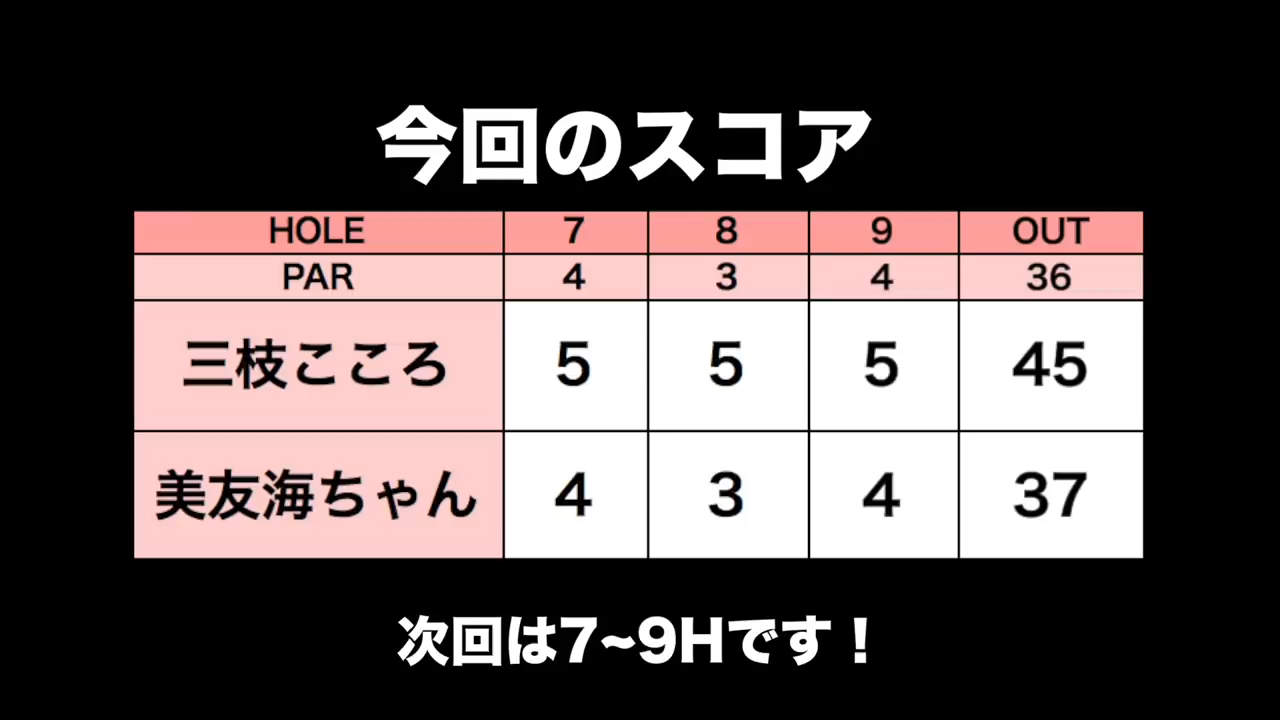 今回のスコア
HOLE 7 8 9 OUT
PAR 4 3 4 36
三枝こころ 5 5 5 45
美友海ちゃん 4 3 4 37
次回は7~9Hです！